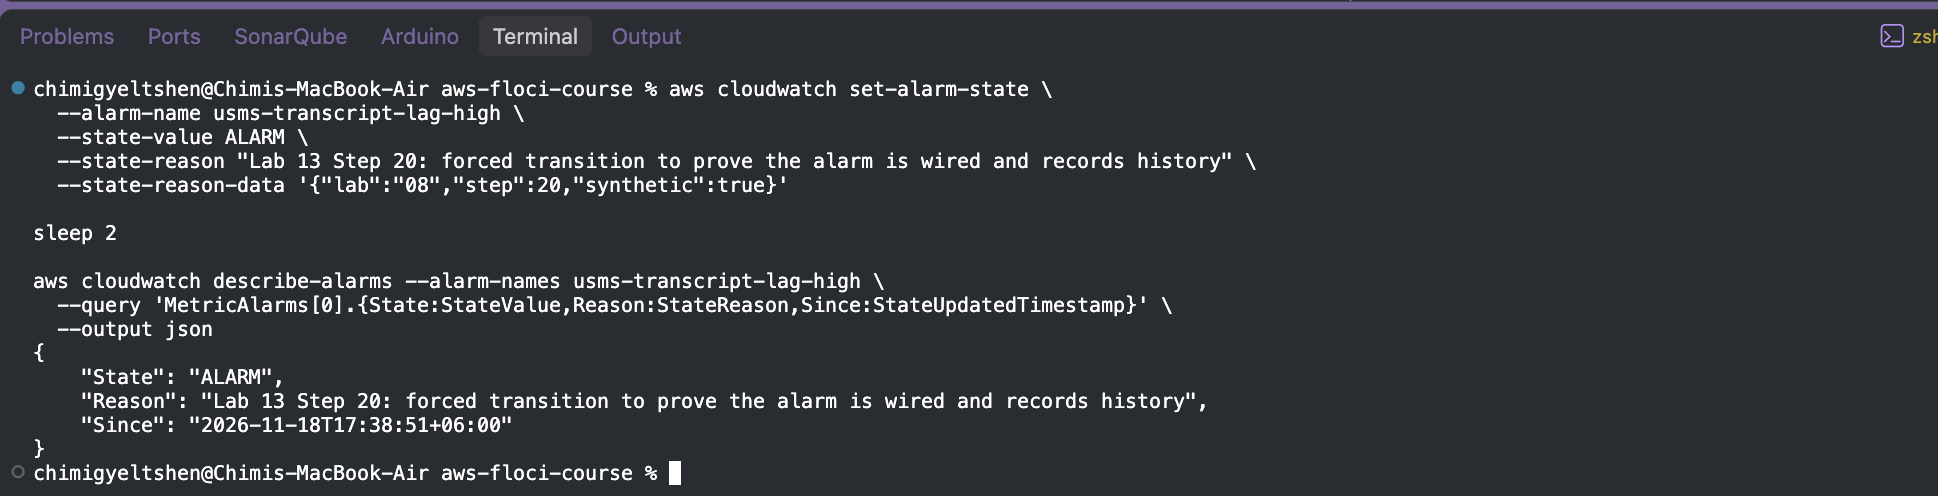 Problems Ports SonarQube Arduino Terminal Output zsh
chimigyeltshen@Chimis-MacBook-Air aws-floci-course % aws cloudwatch set-alarm-state \
  --alarm-name usms-transcript-lag-high \
  --state-value ALARM \
  --state-reason "Lab 13 Step 20: forced transition to prove the alarm is wired and records history" \
  --state-reason-data '{"lab":"08","step":20,"synthetic":true}'
sleep 2
aws cloudwatch describe-alarms --alarm-names usms-transcript-lag-high \
  --query 'MetricAlarms[0].{State:StateValue,Reason:StateReason,Since:StateUpdatedTimestamp}' \
  --output json
{
    "State": "ALARM",
    "Reason": "Lab 13 Step 20: forced transition to prove the alarm is wired and records history",
    "Since": "2026-11-18T17:38:51+06:00"
}
chimigyeltshen@Chimis-MacBook-Air aws-floci-course %